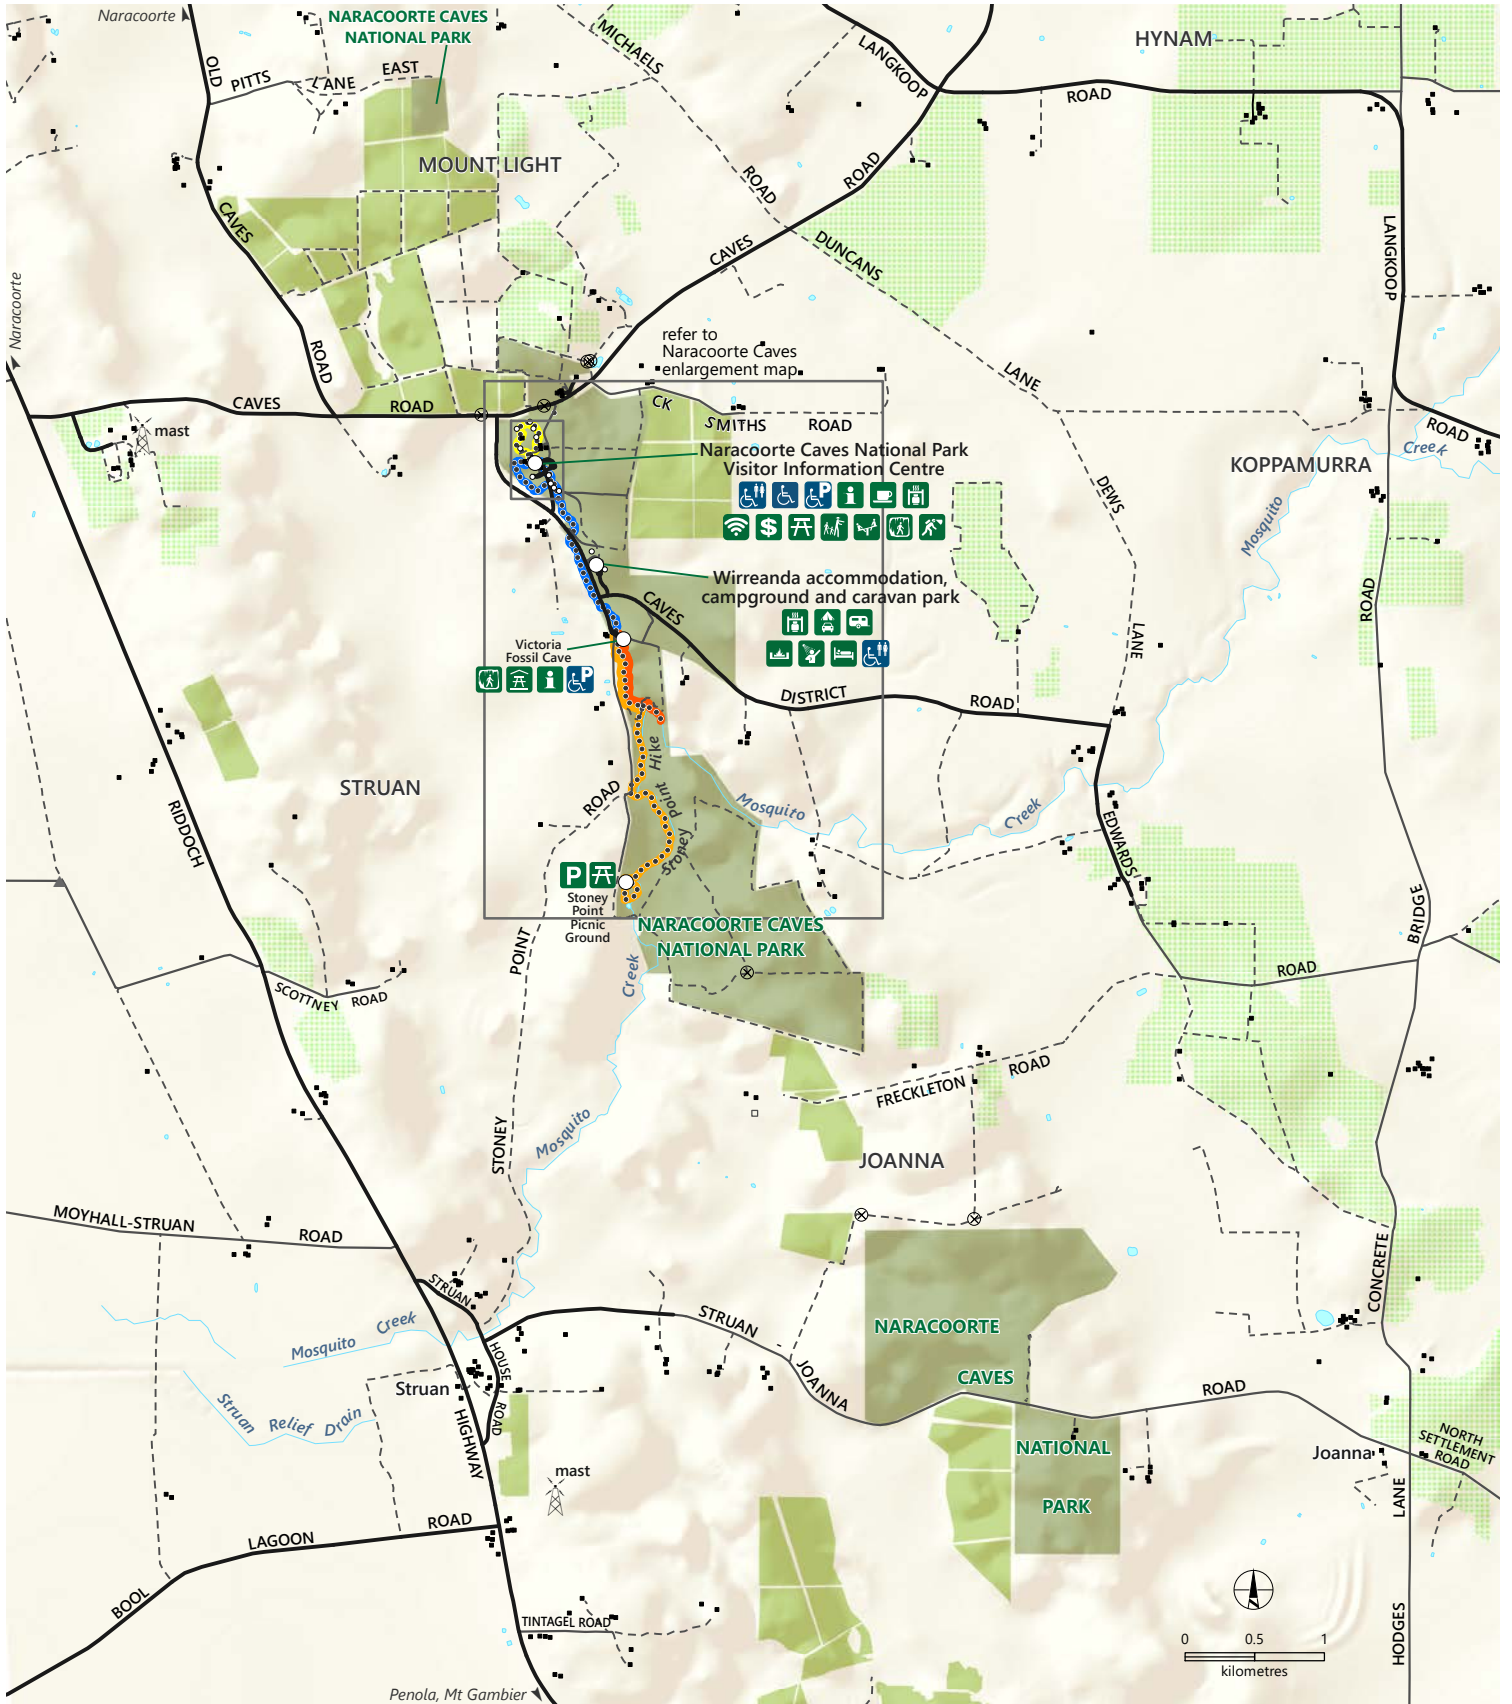 Naracoorte
NARACOORTE CAVES
NATIONAL PARK
MICHAELS
LANGKOOP
HYNAM
OLD
PITTS
LANE
EAST
ROAD
MOUNT LIGHT
ROAD
ROAD
CAVES
CAVES
DUNCANS
LANGKOOP
Naracoorte
ROAD
refer to
Naracoorte Caves
enlargement map
LANE
CAVES
ROAD
CK
SMITHS
ROAD
ROAD
mast
Creek
Naracoorte Caves National Park
Visitor Information Centre
KOPPAMURRA
P
i
$
DEWS
Mosquito
Wirreanda accommodation,
campground and caravan park
CAVES
ROAD
LANE
Victoria
Fossil Cave
i
P
DISTRICT
ROAD
Hike
STRUAN
ROAD
Point
Mosquito
Creek
RIDDOCH
EDWARDS
Stoney
P
Stoney
Point
Picnic
Ground
NARACOORTE CAVES
NATIONAL PARK
BRIDGE
POINT
Creek
ROAD
SCOTTNEY
ROAD
FRECKLETON
ROAD
STONEY
Mosquito
JOANNA
MOYHALL-STRUAN
ROAD
CONCRETE
STRUAN
Mosquito
Creek
STRUAN
NARACOORTE
HOUSE
CAVES
Struan
JOANNA
ROAD
Struan
Relief
Drain
ROAD
HIGHWAY
NATIONAL
Joanna
NORTH
SETTLEMENT
ROAD
mast
PARK
LANE
LAGOON
ROAD
BOOL
N
TINTAGEL ROAD
HODGES
0
0.5
1
kilometres
Penola, Mt Gambier